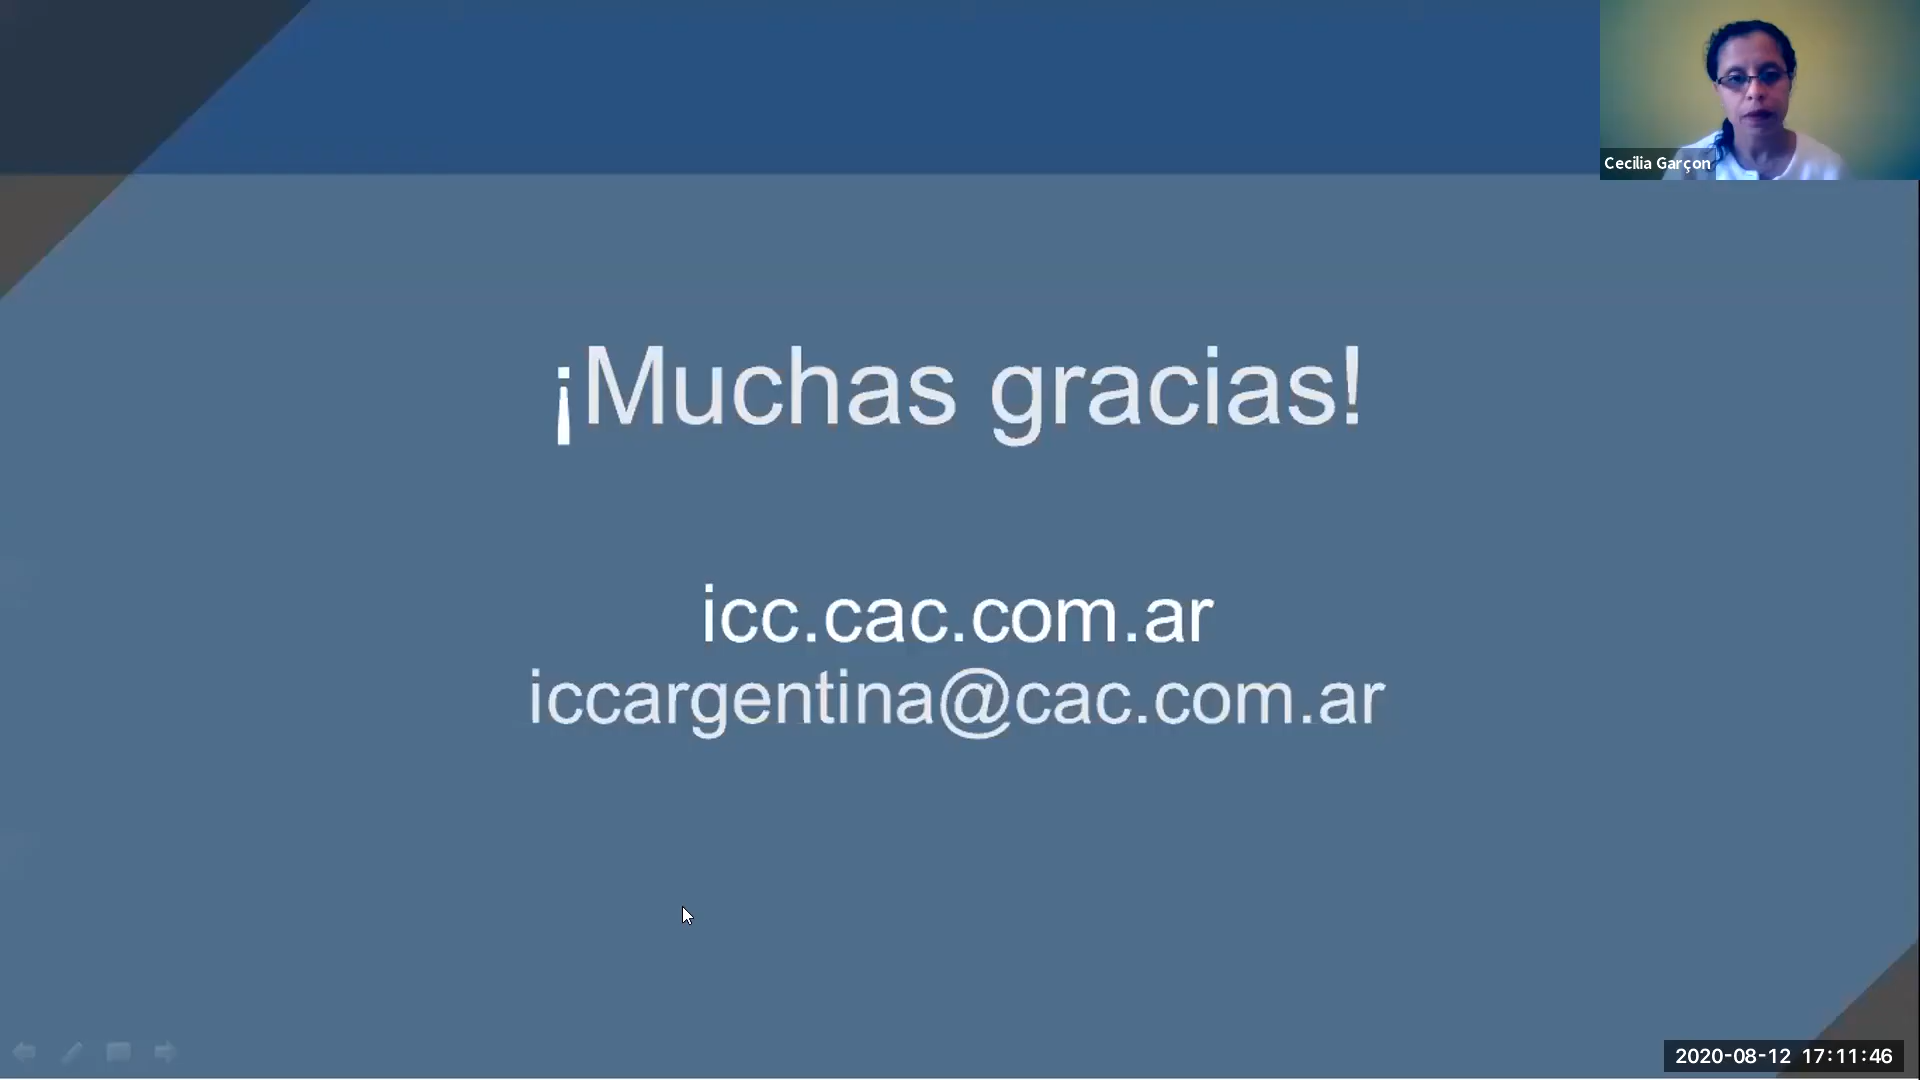 Cecilia Garçon
¡Muchas gracias!
icc.cac.com.ar
iccargentina@cac.com.ar
2020-08-12 17:11:46